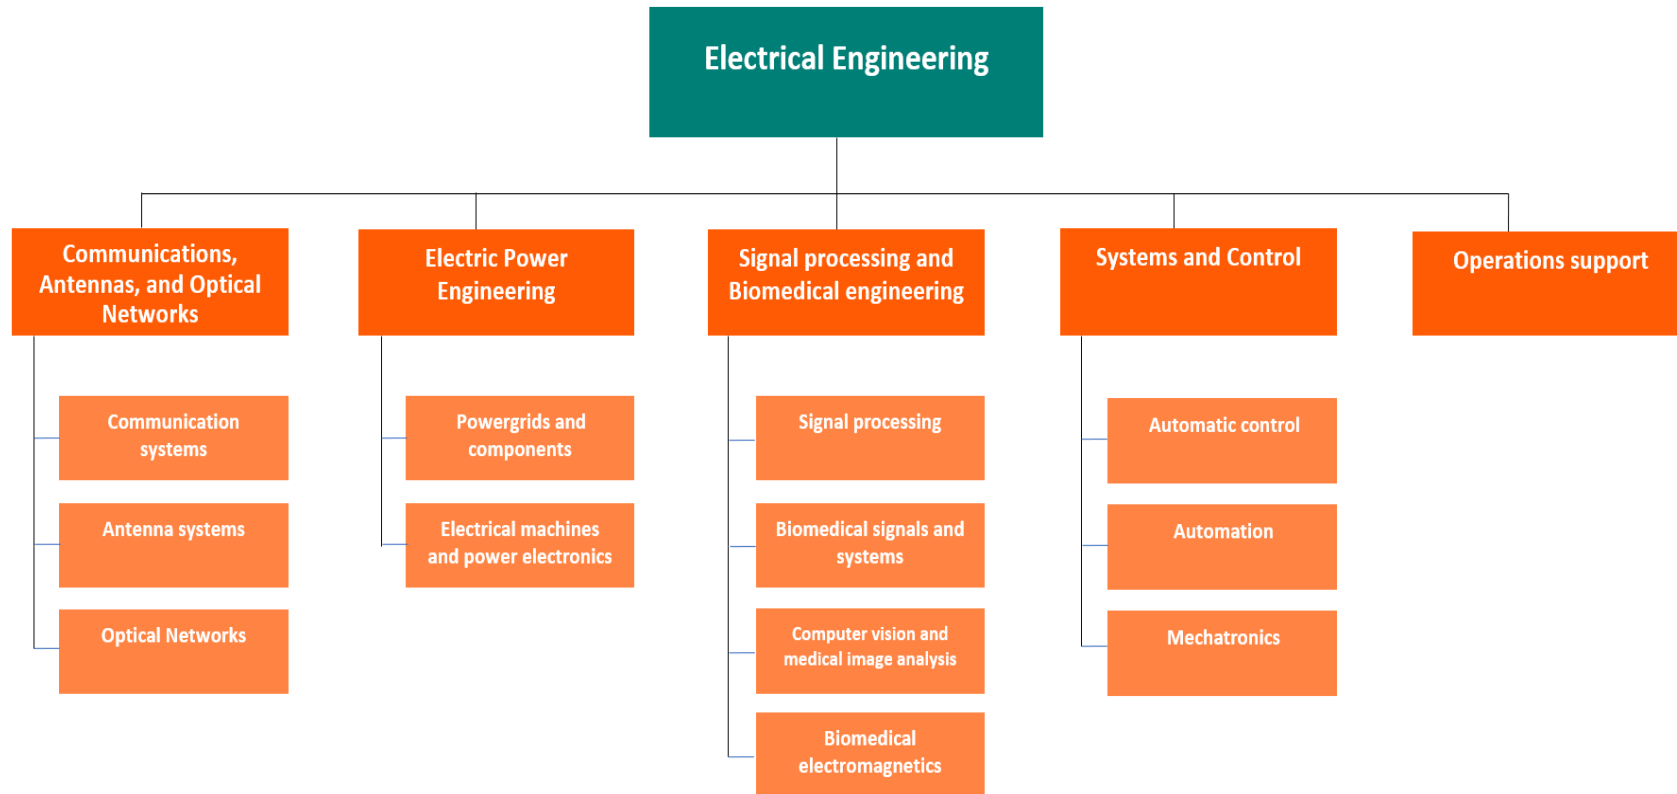 Electrical Engineering
Communications,
Antennas, and Optical
Networks
Electric Power
Engineering
Signal processing and
Biomedical engineering
Systems and Control
Operations support
Communication
systems
Antenna systems
Optical Networks
Powergrids and
components
Electrical machines
and power electronics
Signal processing
Biomedical signals and
systems
Computer vision and
medical image analysis
Biomedical
electromagnetics
Automatic control
Automation
Mechatronics